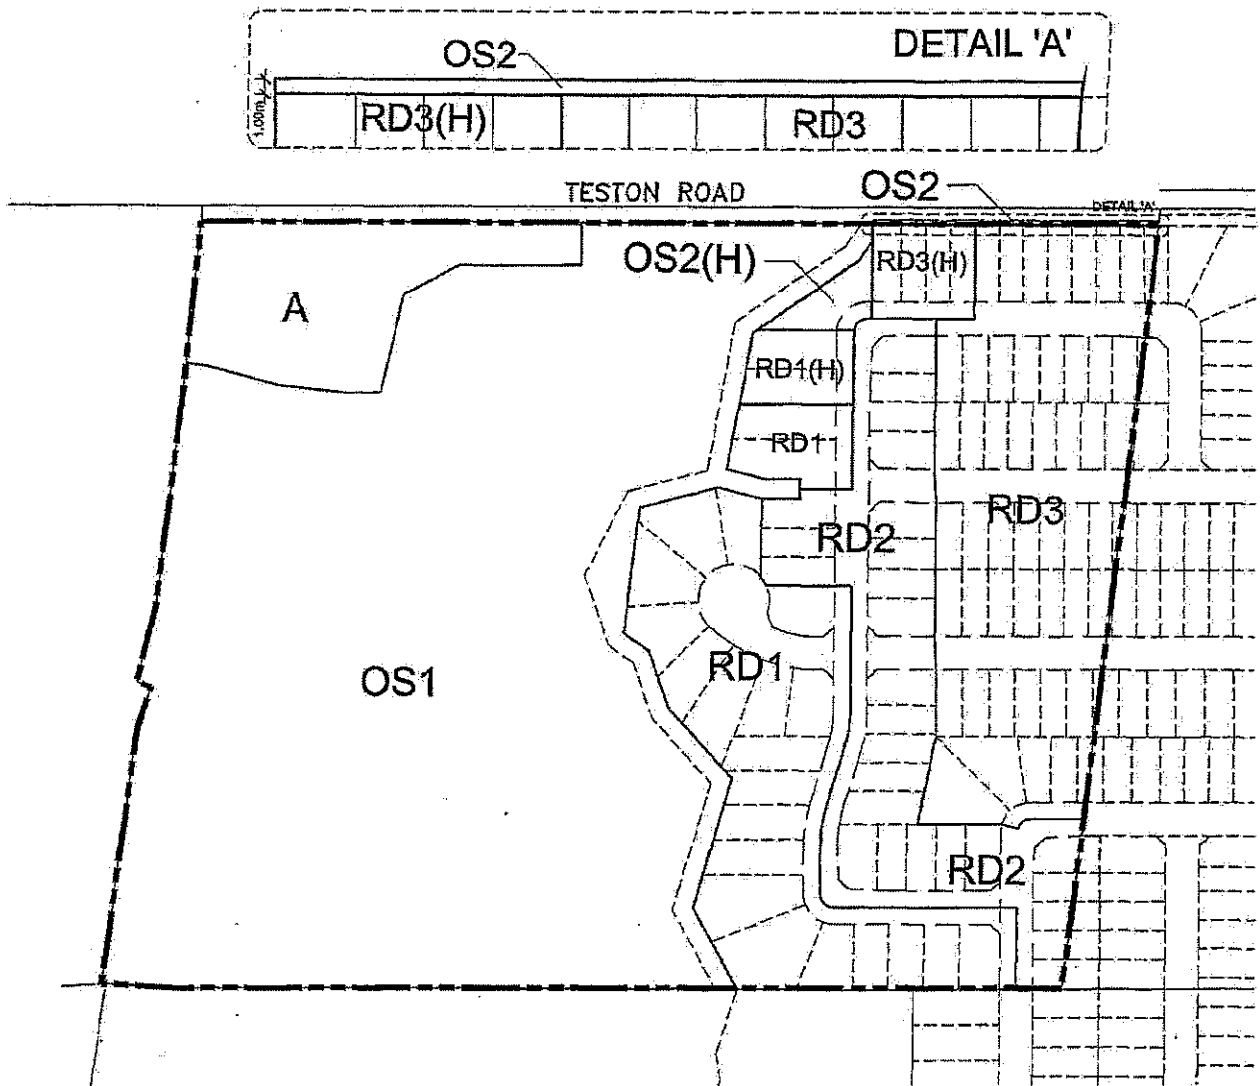 DETAIL 'A'
OS2
1.00m
RD3(H)
RD3
TESTON ROAD
OS2
DETAIL 'A'
OS2(H)
RD3(H)
A
RD1(H)
RD1
RD3
RD2
RD1
OS1
RD2